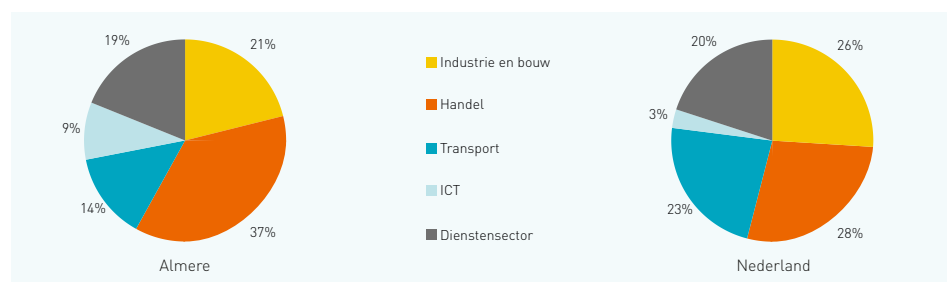 19%
21%
9%
14%
37%
Almere
Industrie en bouw
Handel
Transport
ICT
Dienstensector
20%
26%
3%
23%
28%
Nederland